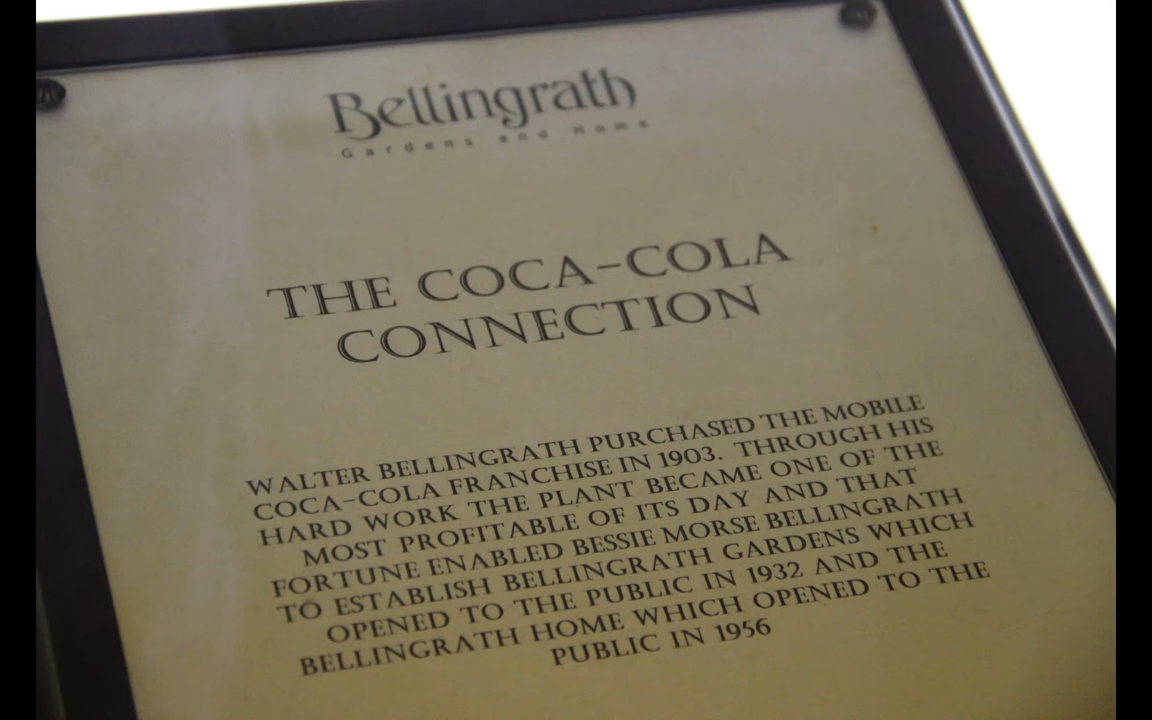 Bellingrath
Gardens and Home
THE COCA-COLA
CONNECTION
WALTER BELLINGRATH PURCHASED THE MOBILE
COCA-COLA FRANCHISE IN 1903. THROUGH HIS
HARD WORK THE PLANT BECAME ONE OF THE
MOST PROFITABLE OF ITS DAY AND THAT
FORTUNE ENABLED BESSIE MORSE BELLINGRATH
TO ESTABLISH BELLINGRATH GARDENS WHICH
OPENED TO THE PUBLIC IN 1932 AND THE
BELLINGRATH HOME WHICH OPENED TO THE
PUBLIC IN 1956